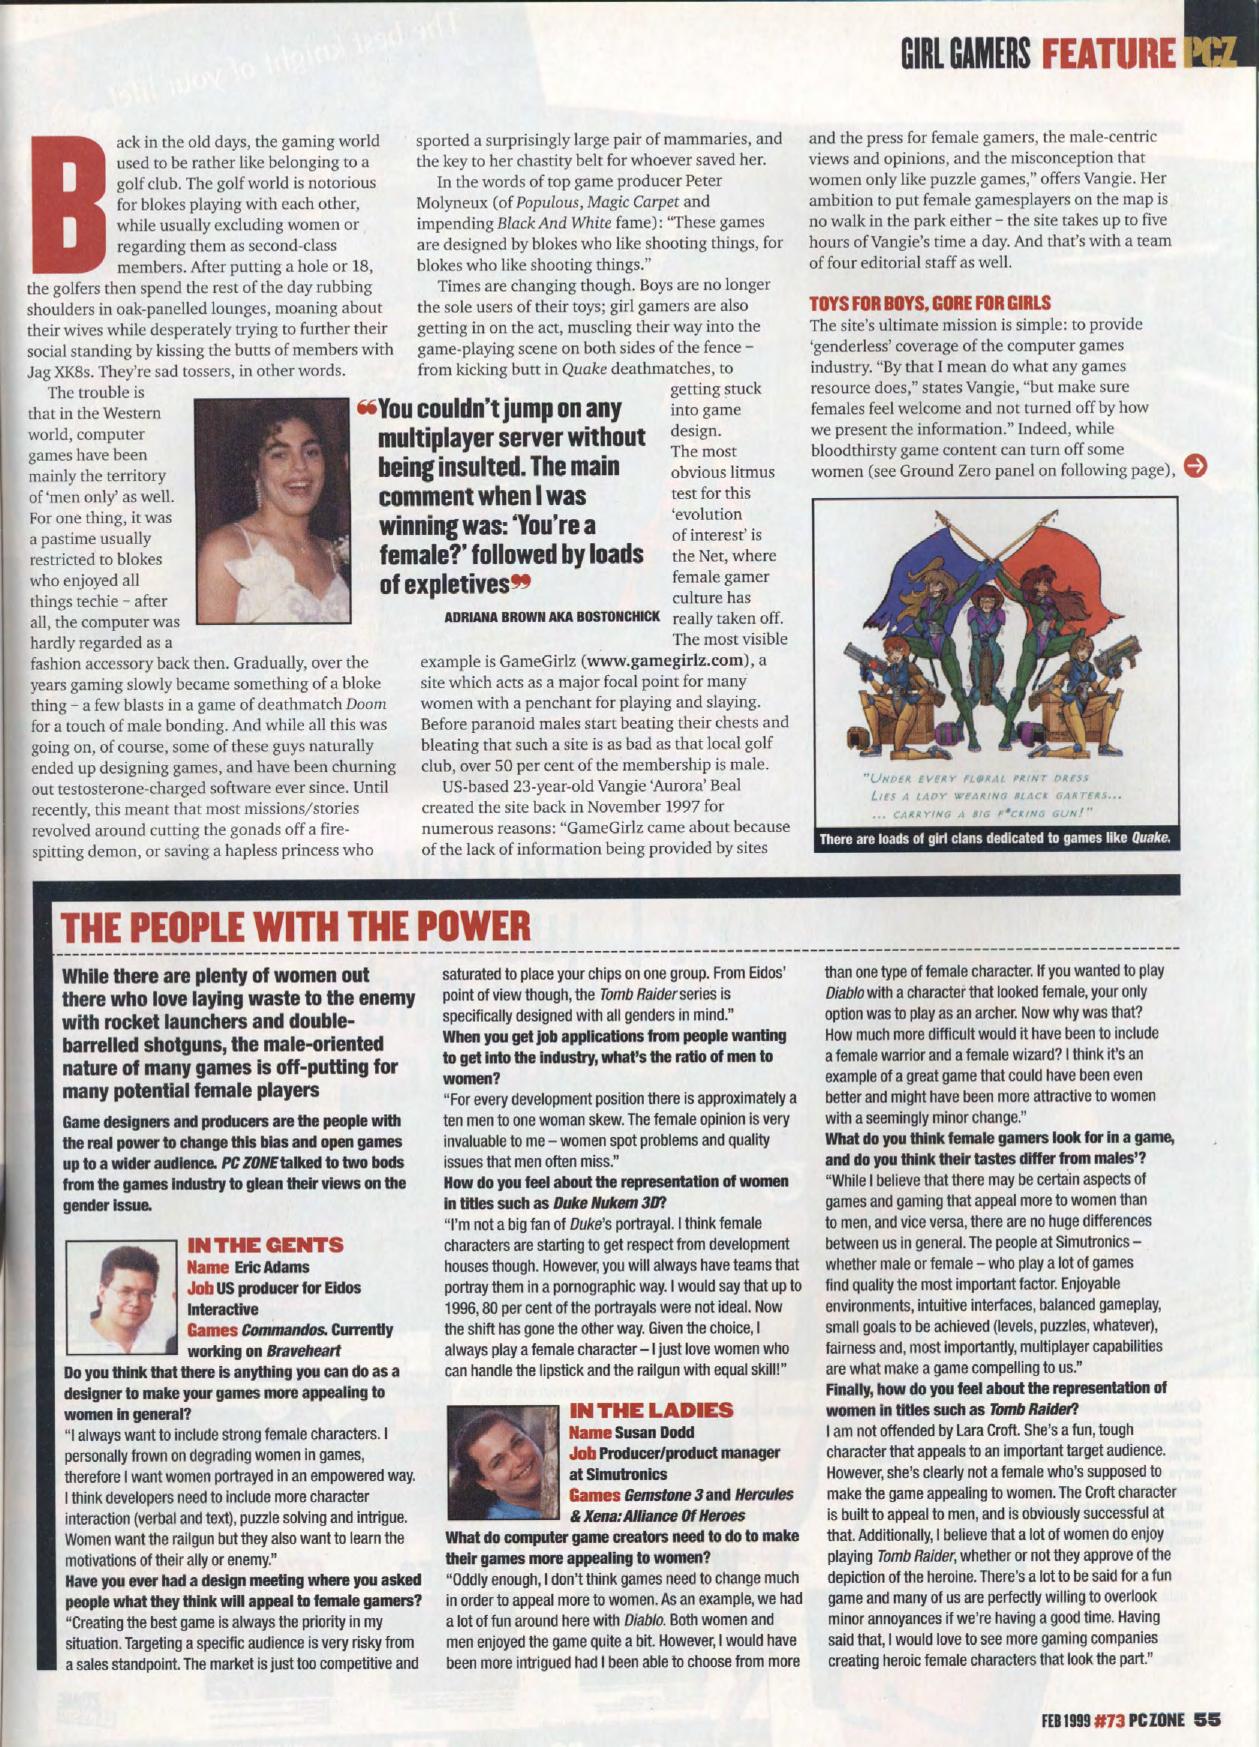 GIRL GAMERS FEATURE PCZ
Back in the old days, the gaming world
used to be rather like belonging to a
golf club. The golf world is notorious
for blokes playing with each other,
while usually excluding women or
regarding them as second-class
members. After putting a hole or 18,
the golfers then spend the rest of the day rubbing
shoulders in oak-panelled lounges, moaning about
their wives while desperately trying to further their
social standing by kissing the butts of members with
Jag XK8s. They're sad tossers, in other words.
The trouble is
that in the Western
world, computer
games have been
mainly the territory
of 'men only' as well.
For one thing, it was
a pastime usually
restricted to blokes
who enjoyed all
things techie – after
all, the computer was
hardly regarded as a
fashion accessory back then. Gradually, over the
years gaming slowly became something of a bloke
thing – a few blasts in a game of deathmatch Doom
for a touch of male bonding. And while all this was
going on, of course, some of these guys naturally
ended up designing games, and have been churning
out testosterone-charged software ever since. Until
recently, this meant that most missions/stories
revolved around cutting the gonads off a fire-
spitting demon, or saving a hapless princess who
sported a surprisingly large pair of mammaries, and
the key to her chastity belt for whoever saved her.
In the words of top game producer Peter
Molyneux (of Populous, Magic Carpet and
impending Black And White fame): "These games
are designed by blokes who like shooting things, for
blokes who like shooting things."
Times are changing though. Boys are no longer
the sole users of their toys; girl gamers are also
getting in on the act, muscling their way into the
game-playing scene on both sides of the fence –
from kicking butt in Quake deathmatches, to
getting stuck
into game
design.
The most
obvious litmus
test for this
'evolution
of interest' is
the Net, where
female gamer
culture has
really taken off.
The most visible
example is GameGirlz (www.gamegirlz.com), a
site which acts as a major focal point for many
women with a penchant for playing and slaying.
Before paranoid males start beating their chests and
bleating that such a site is as bad as that local golf
club, over 50 per cent of the membership is male.
US-based 23-year-old Vangie 'Aurora' Beal
created the site back in November 1997 for
numerous reasons: "GameGirlz came about because
of the lack of information being provided by sites
“You couldn't jump on any
multiplayer server without
being insulted. The main
comment when I was
winning was: 'You're a
female?' followed by loads
of expletives”
ADRIANA BROWN AKA BOSTONCHICK
and the press for female gamers, the male-centric
views and opinions, and the misconception that
women only like puzzle games," offers Vangie. Her
ambition to put female gamesplayers on the map is
no walk in the park either – the site takes up to five
hours of Vangie's time a day. And that's with a team
of four editorial staff as well.
TOYS FOR BOYS, GORE FOR GIRLS
The site's ultimate mission is simple: to provide
'genderless' coverage of the computer games
industry. "By that I mean do what any games
resource does," states Vangie, "but make sure
females feel welcome and not turned off by how
we present the information." Indeed, while
bloodthirsty game content can turn off some
women (see Ground Zero panel on following page),
"UNDER EVERY FLORAL PRINT DRESS
LIES A LADY WEARING BLACK GARTERS...
... CARRYING A BIG F*CKING GUN!"
There are loads of girl clans dedicated to games like Quake.
THE PEOPLE WITH THE POWER
While there are plenty of women out
there who love laying waste to the enemy
with rocket launchers and double-
barrelled shotguns, the male-oriented
nature of many games is off-putting for
many potential female players
Game designers and producers are the people with
the real power to change this bias and open games
up to a wider audience. PC ZONE talked to two bods
from the games industry to glean their views on the
gender issue.
IN THE GENTS
Name Eric Adams
Job US producer for Eidos
Interactive
Games Commandos. Currently
working on Braveheart
Do you think that there is anything you can do as a
designer to make your games more appealing to
women in general?
"I always want to include strong female characters. I
personally frown on degrading women in games,
therefore I want women portrayed in an empowered way.
I think developers need to include more character
interaction (verbal and text), puzzle solving and intrigue.
Women want the railgun but they also want to learn the
motivations of their ally or enemy."
Have you ever had a design meeting where you asked
people what they think will appeal to female gamers?
"Creating the best game is always the priority in my
situation. Targeting a specific audience is very risky from
a sales standpoint. The market is just too competitive and
saturated to place your chips on one group. From Eidos'
point of view though, the Tomb Raider series is
specifically designed with all genders in mind."
When you get job applications from people wanting
to get into the industry, what's the ratio of men to
women?
"For every development position there is approximately a
ten men to one woman skew. The female opinion is very
invaluable to me – women spot problems and quality
issues that men often miss."
How do you feel about the representation of women
in titles such as Duke Nukem 3D?
"I'm not a big fan of Duke's portrayal. I think female
characters are starting to get respect from development
houses though. However, you will always have teams that
portray them in a pornographic way. I would say that up to
1996, 80 per cent of the portrayals were not ideal. Now
the shift has gone the other way. Given the choice, I
always play a female character – I just love women who
can handle the lipstick and the railgun with equal skill!"
IN THE LADIES
Name Susan Dodd
Job Producer/product manager
at Simutronics
Games Gemstone 3 and Hercules
& Xena: Alliance Of Heroes
What do computer game creators need to do to make
their games more appealing to women?
"Oddly enough, I don't think games need to change much
in order to appeal more to women. As an example, we had
a lot of fun around here with Diablo. Both women and
men enjoyed the game quite a bit. However, I would have
been more intrigued had I been able to choose from more
than one type of female character. If you wanted to play
Diablo with a character that looked female, your only
option was to play as an archer. Now why was that?
How much more difficult would it have been to include
a female warrior and a female wizard? I think it's an
example of a great game that could have been even
better and might have been more attractive to women
with a seemingly minor change."
What do you think female gamers look for in a game,
and do you think their tastes differ from males'?
"While I believe that there may be certain aspects of
games and gaming that appeal more to women than
to men, and vice versa, there are no huge differences
between us in general. The people at Simutronics –
whether male or female – who play a lot of games
find quality the most important factor. Enjoyable
environments, intuitive interfaces, balanced gameplay,
small goals to be achieved (levels, puzzles, whatever),
fairness and, most importantly, multiplayer capabilities
are what make a game compelling to us."
Finally, how do you feel about the representation of
women in titles such as Tomb Raider?
I am not offended by Lara Croft. She's a fun, tough
character that appeals to an important target audience.
However, she's clearly not a female who's supposed to
make the game appealing to women. The Croft character
is built to appeal to men, and is obviously successful at
that. Additionally, I believe that a lot of women do enjoy
playing Tomb Raider, whether or not they approve of the
depiction of the heroine. There's a lot to be said for a fun
game and many of us are perfectly willing to overlook
minor annoyances if we're having a good time. Having
said that, I would love to see more gaming companies
creating heroic female characters that look the part."
FEB 1999 #73 PC ZONE 55